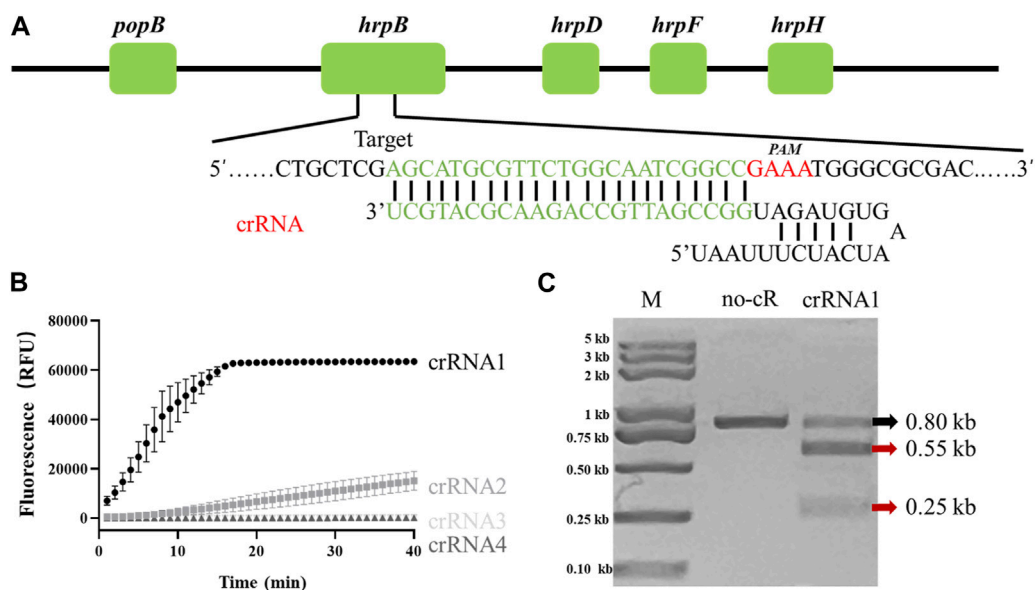 A
popB hrpB hrpD hrpF hrpH
Target
PAM
5'……CTGCTCGAGCATGCGTTCTGGCAATCGGCCGAAATGGGCGCGAC……3'
3'UCGTACGCAAGACCGTTAGCCGGUAGAUGUG
crRNA
A
5'UAAUUUCUACUA
B
Fluorescence (RFU)
80000
60000
40000
20000
0
0 10 20 30 40
Time (min)
crRNA1
crRNA2
crRNA3
crRNA4
C
M no-cR crRNA1
5 kb
3 kb
2 kb
1 kb
0.75 kb
0.50 kb
0.25 kb
0.10 kb
0.80 kb
0.55 kb
0.25 kb